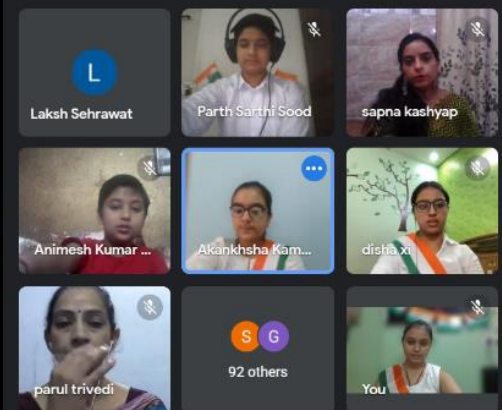 L
Laksh Sehrawat
Parth Sarthi Sood
sapna kashyap
Animesh Kumar ...
Akankhsha Kam...
disha xi
parul trivedi
S G
92 others
You